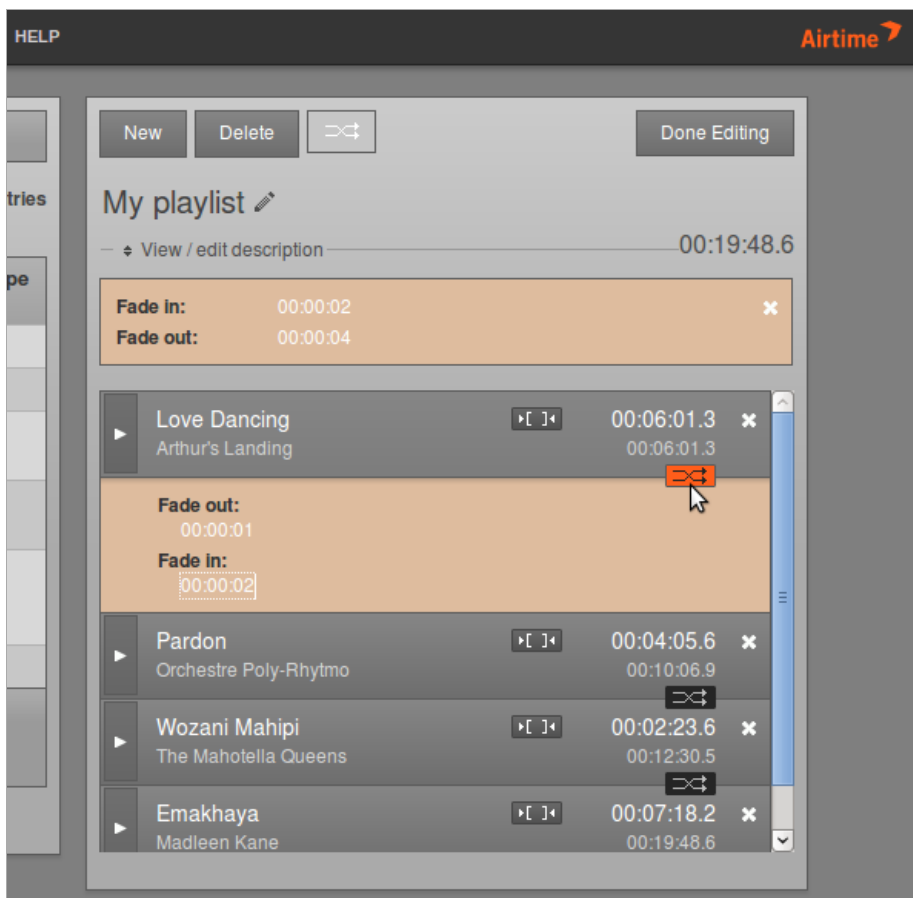 HELP
Airtime
New
Delete
Done Editing
tries
My playlist
View / edit description
00:19:48.6
pe
Fade in: 00:00:02
Fade out: 00:00:04
Love Dancing 00:06:01.3
Arthur's Landing 00:06:01.3
Fade out:
00:00:01
Fade in:
00:00:02
Pardon 00:04:05.6
Orchestre Poly-Rhytmo 00:10:06.9
Wozani Mahipi 00:02:23.6
The Mahotella Queens 00:12:30.5
Emakhaya 00:07:18.2
Madleen Kane 00:19:48.6